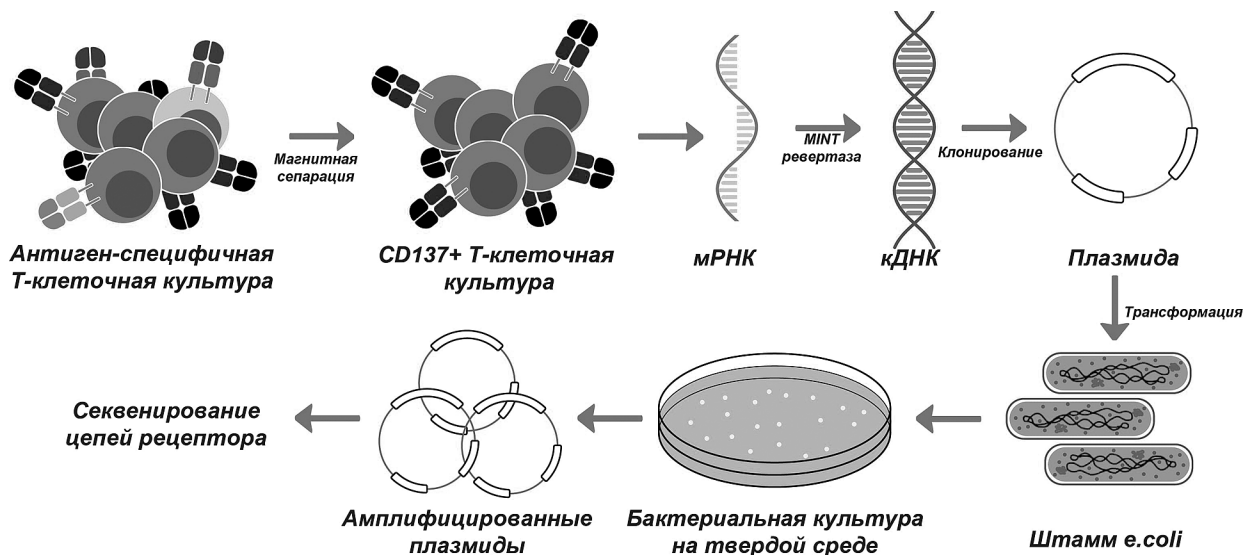 Магнитная
сепарация
MINT
ревертаза
Клонирование
Антиген-специфичная
Т-клеточная культура
CD137+ Т-клеточная
культура
мРНК
кДНК
Плазмида
Трансформация
Секвенирование
цепей рецептора
Амплифицированные
плазмиды
Бактериальная культура
на твердой среде
Штамм e.coli